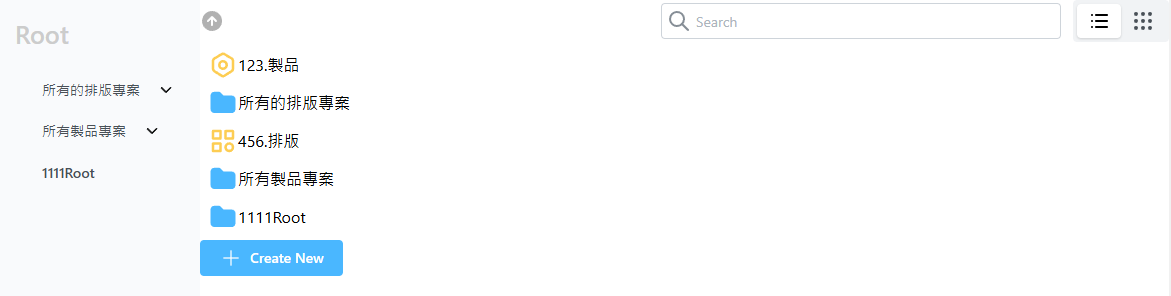 Root
所有的排版專案
所有製品專案
1111Root
Search
123.製品
所有的排版專案
456.排版
所有製品專案
1111Root
Create New